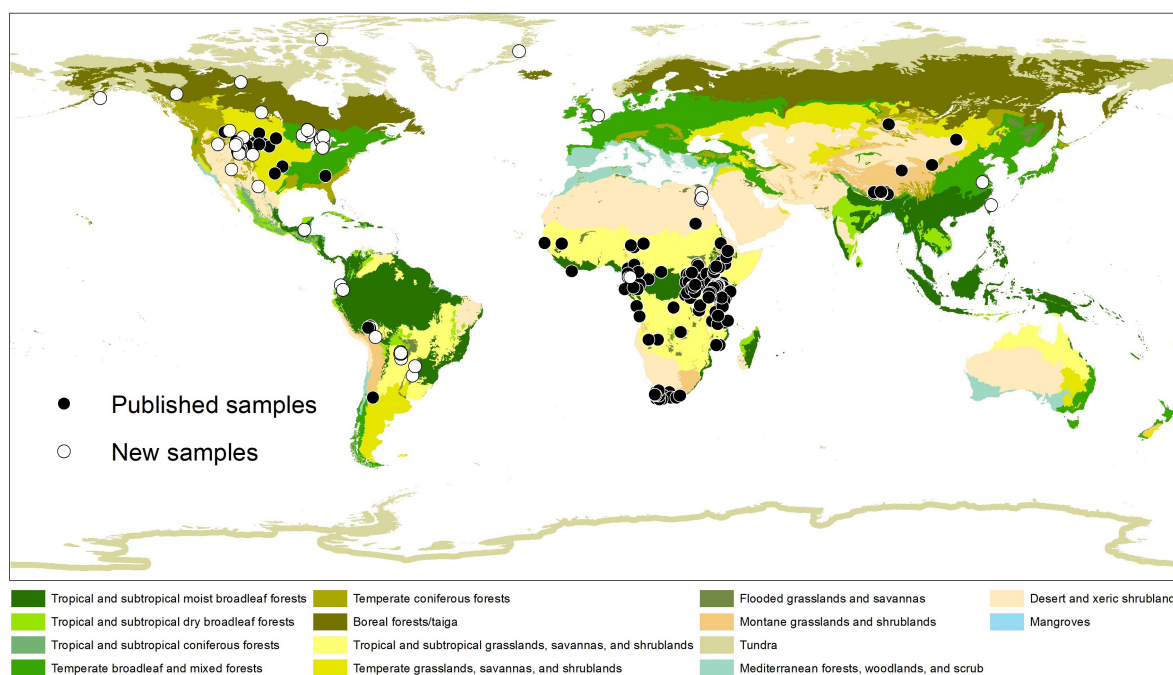 Published samples
New samples
Tropical and subtropical moist broadleaf forests
Tropical and subtropical dry broadleaf forests
Tropical and subtropical coniferous forests
Temperate broadleaf and mixed forests
Temperate coniferous forests
Boreal forests/taiga
Tropical and subtropical grasslands, savannas, and shrublands
Temperate grasslands, savannas, and shrublands
Flooded grasslands and savannas
Montane grasslands and shrublands
Tundra
Mediterranean forests, woodlands, and scrub
Desert and xeric shrublan
Mangroves